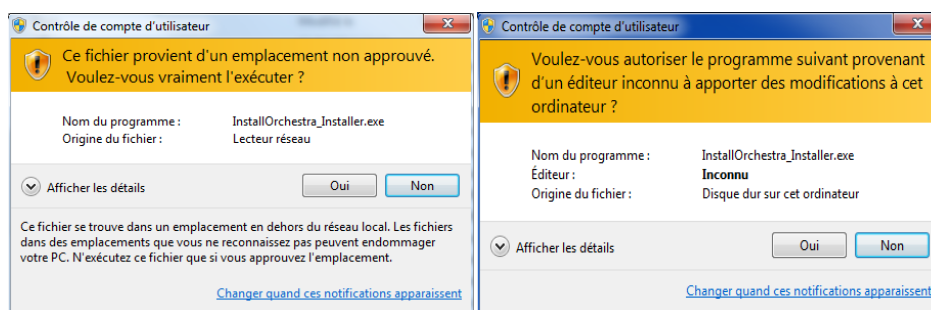 Contrôle de compte d'utilisateur
Ce fichier provient d'un emplacement non approuvé.
Voulez-vous vraiment l'exécuter ?
Nom du programme : InstallOrchestra_Installer.exe
Origine du fichier : Lecteur réseau
Afficher les détails Oui Non
Ce fichier se trouve dans un emplacement en dehors du réseau local. Les fichiers
dans des emplacements que vous ne reconnaissez pas peuvent endommager
votre PC. N'exécutez ce fichier que si vous approuvez l'emplacement.
Changer quand ces notifications apparaissent
Contrôle de compte d'utilisateur
Voulez-vous autoriser le programme suivant provenant
d'un éditeur inconnu à apporter des modifications à cet
ordinateur ?
Nom du programme : InstallOrchestra_Installer.exe
Éditeur : Inconnu
Origine du fichier : Disque dur sur cet ordinateur
Afficher les détails Oui Non
Changer quand ces notifications apparaissent